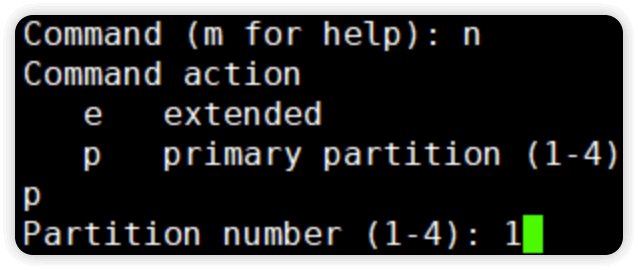 Command (m for help): n
Command action
   e   extended
   p   primary partition (1-4)
p
Partition number (1-4): 1